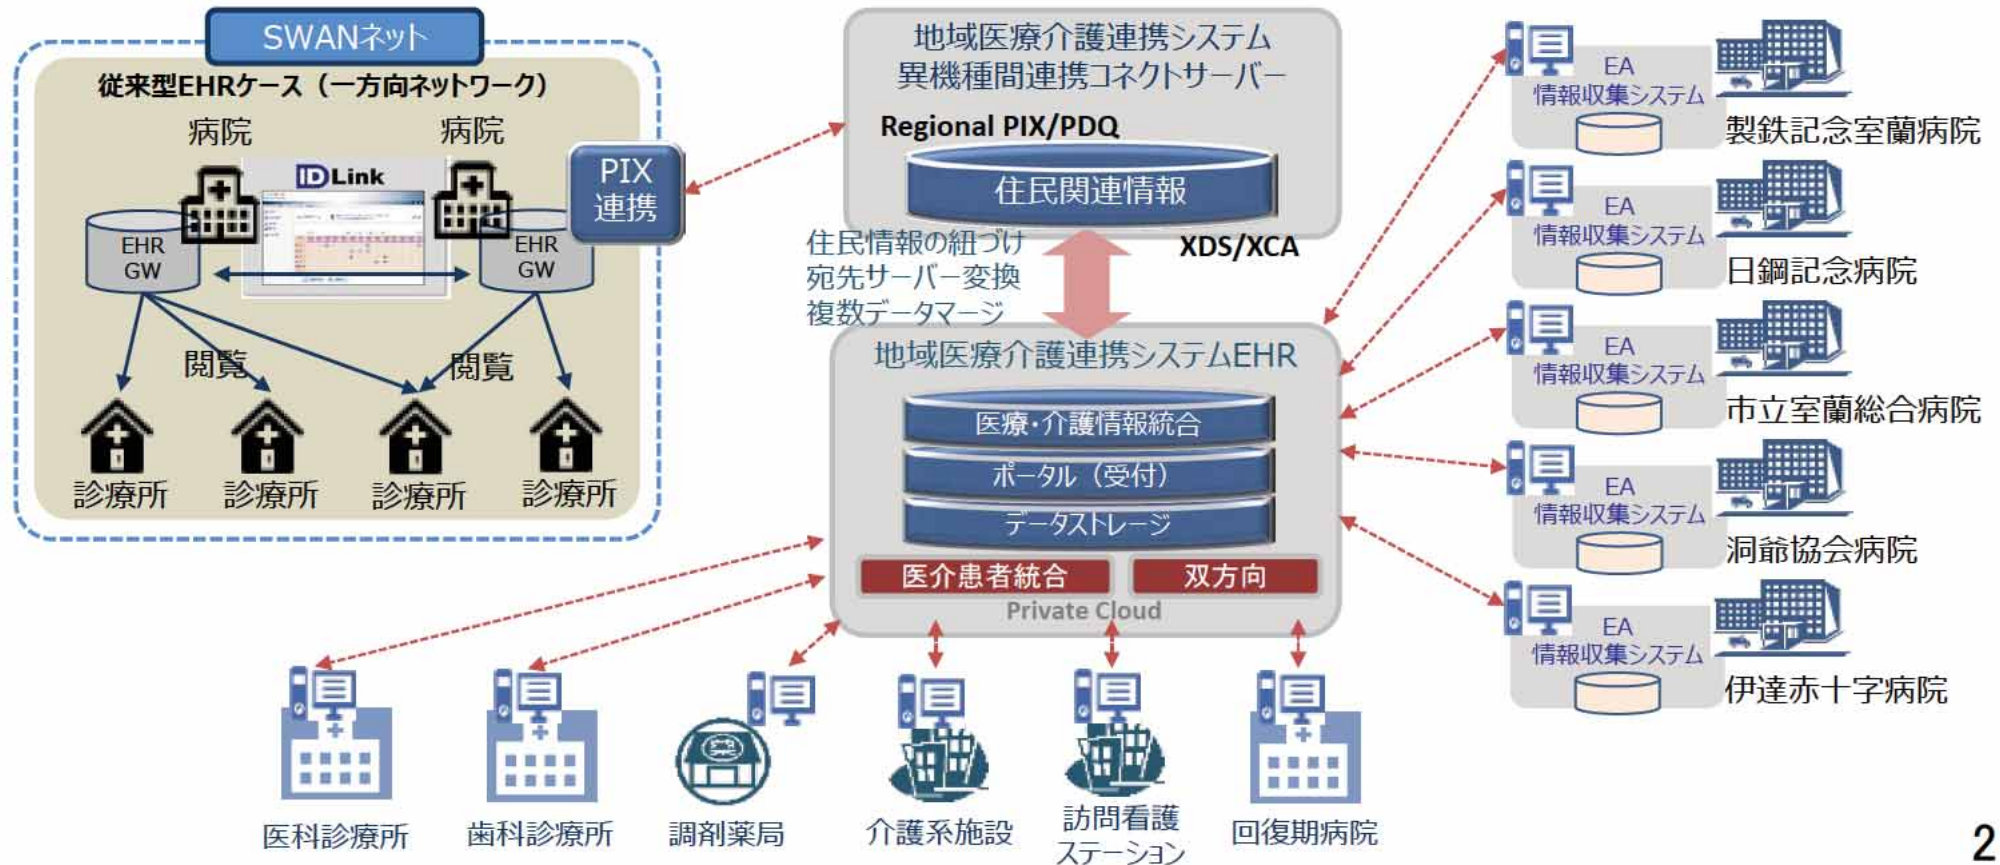 SWANネット
従来型EHRケース（一方向ネットワーク）
病院
病院
IDLink
EHR
GW
EHR
GW
PIX
連携
閲覧
閲覧
診療所
診療所
診療所
診療所
地域医療介護連携システム
異機種間連携コネクトサーバー
Regional PIX/PDQ
住民関連情報
XDS/XCA
住民情報の紐づけ
宛先サーバー変換
複数データマージ
地域医療介護連携システムEHR
医療・介護情報統合
ポータル（受付）
データストレージ
医介患者統合
双方向
Private Cloud
EA
情報収集システム
製鉄記念室蘭病院
EA
情報収集システム
日鋼記念病院
EA
情報収集システム
市立室蘭総合病院
EA
情報収集システム
洞爺協会病院
EA
情報収集システム
伊達赤十字病院
医科診療所
歯科診療所
調剤薬局
介護系施設
訪問看護
ステーション
回復期病院
2